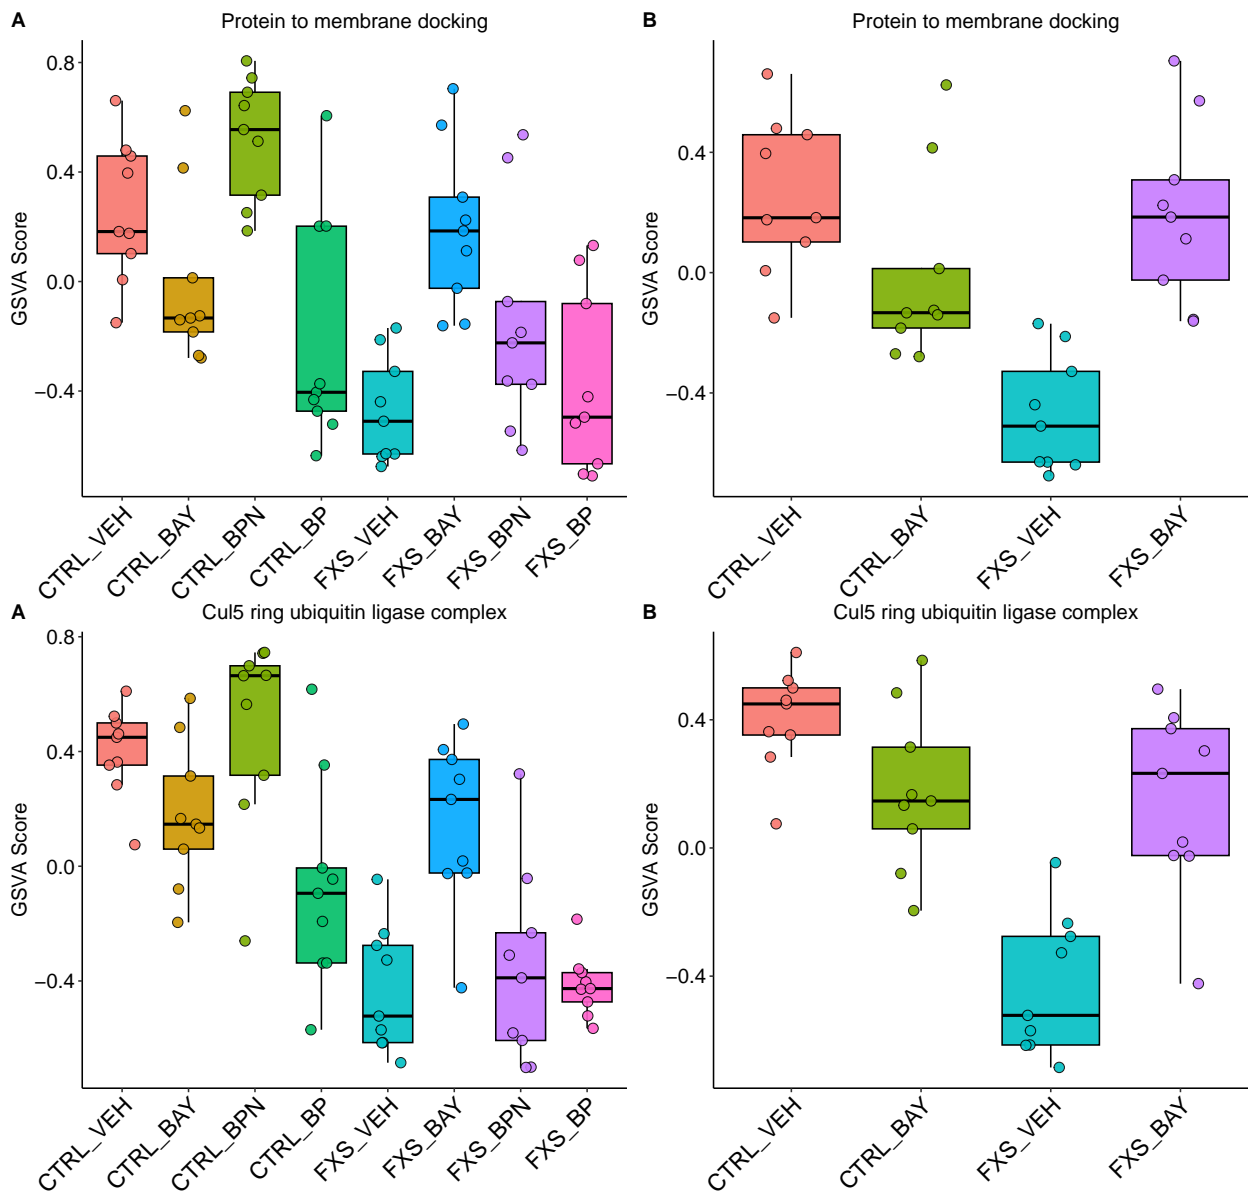 A
Protein to membrane docking
GSVA Score
0.8
0.4
0.0
−0.4
CTRL_VEH
CTRL_BAY
CTRL_BPN
CTRL_BP
FXS_VEH
FXS_BAY
FXS_BPN
FXS_BP
B
Protein to membrane docking
GSVA Score
0.4
0.0
−0.4
CTRL_VEH
CTRL_BAY
FXS_VEH
FXS_BAY
A
Cul5 ring ubiquitin ligase complex
GSVA Score
0.8
0.4
0.0
−0.4
CTRL_VEH
CTRL_BAY
CTRL_BPN
CTRL_BP
FXS_VEH
FXS_BAY
FXS_BPN
FXS_BP
B
Cul5 ring ubiquitin ligase complex
GSVA Score
0.4
0.0
−0.4
CTRL_VEH
CTRL_BAY
FXS_VEH
FXS_BAY